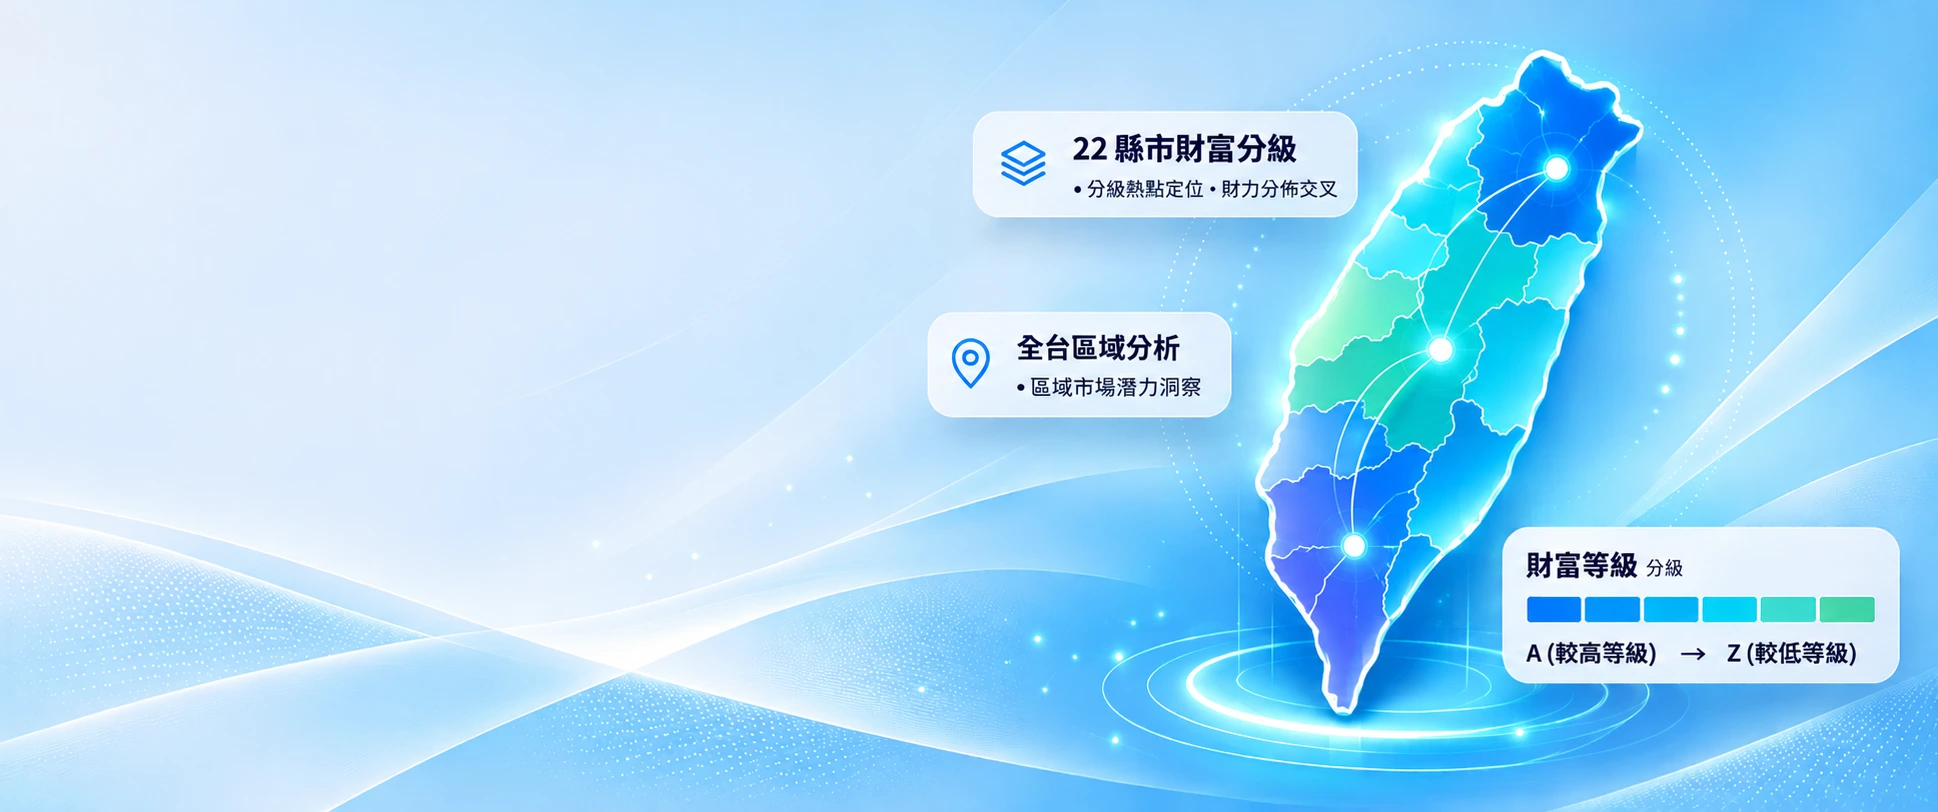 22 縣市財富分級
• 分級熱點定位 • 財力分佈交叉
全台區域分析
• 區域市場潛力洞察
財富等級 分級
A (較高等級) → Z (較低等級)